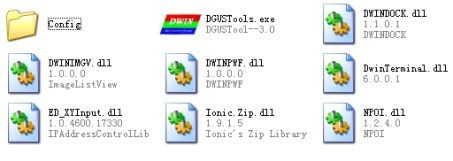 Config
DWIN
DGUSTools.exe
DGUSTool--3.0
DWINDOCK.dll
1.1.0.1
DWINDOCK
DWINIMGV.dll
1.0.0.0
ImageListView
DWINPWF.dll
1.0.0.0
DWINPWF
DwinTerminal.dll
6.0.0.1
ED_XYInput.dll
1.0.4600.17330
IPAddressControlLib
Ionic.Zip.dll
1.9.1.5
Ionic's Zip Library
NPOI.dll
1.2.4.0
NPOI